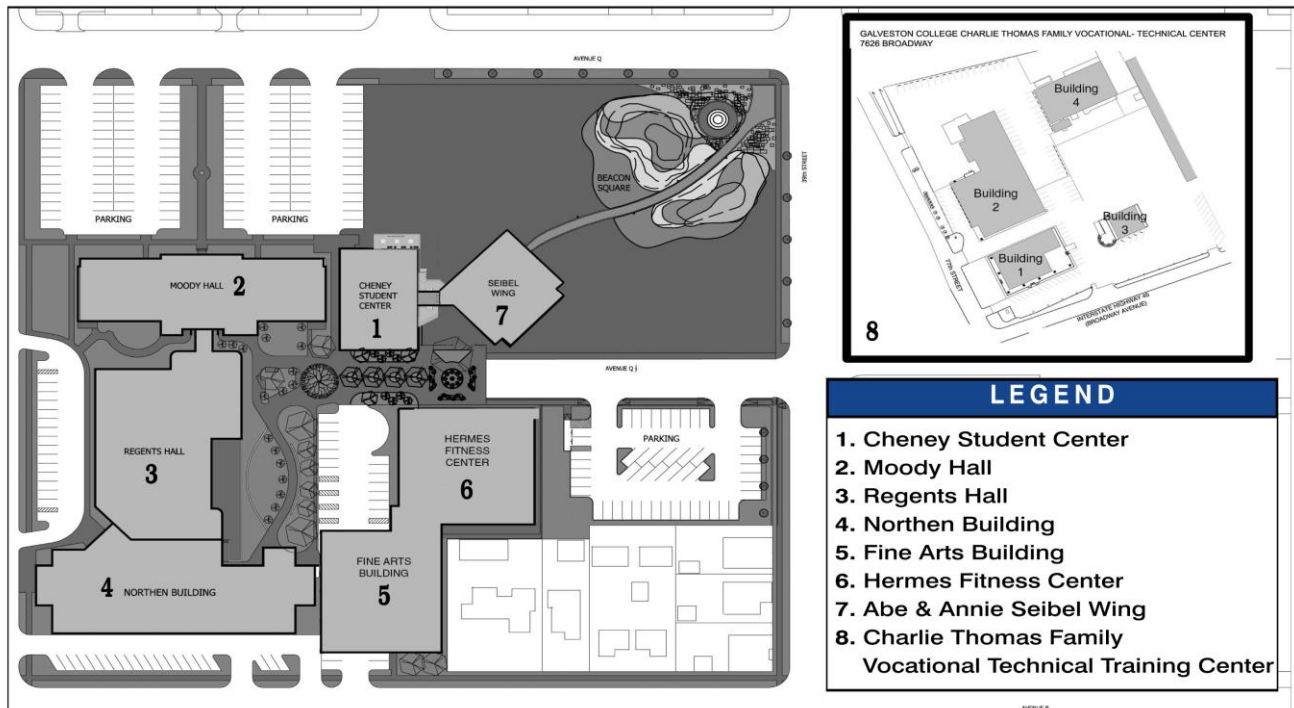 AVENUE Q
39th STREET
BEACON
SQUARE
PARKING
PARKING
MOODY HALL
2
CHENEY
STUDENT
CENTER
1
SEIBEL
WING
7
AVENUE Q ½
REGENTS HALL
3
HERMES
FITNESS
CENTER
6
PARKING
FINE ARTS
BUILDING
5
4
NORTHEN BUILDING
GALVESTON COLLEGE CHARLIE THOMAS FAMILY VOCATIONAL- TECHNICAL CENTER
7626 BROADWAY
Building
4
Building
2
Building
3
Building
1
77th STREET
INTERSTATE HIGHWAY 45
(BROADWAY AVENUE)
8
LEGEND
1. Cheney Student Center
2. Moody Hall
3. Regents Hall
4. Northen Building
5. Fine Arts Building
6. Hermes Fitness Center
7. Abe & Annie Seibel Wing
8. Charlie Thomas Family
Vocational Technical Training Center